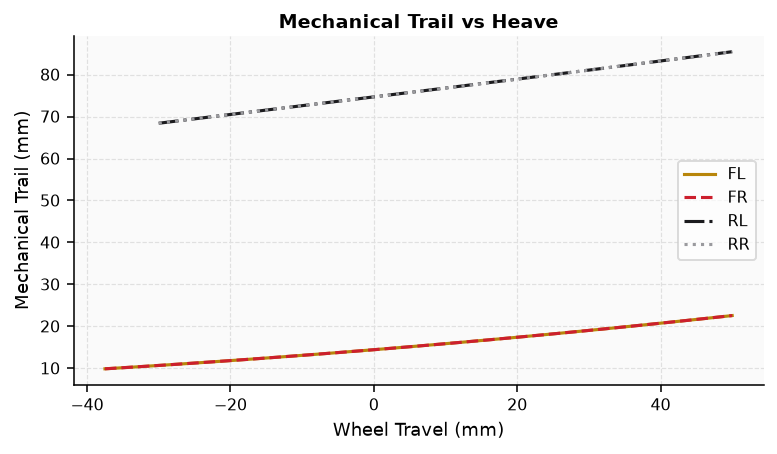 Mechanical Trail vs Heave
Mechanical Trail (mm)
80
70
60
50
40
30
20
10
FL
FR
RL
RR
−40
−20
0
20
40
Wheel Travel (mm)